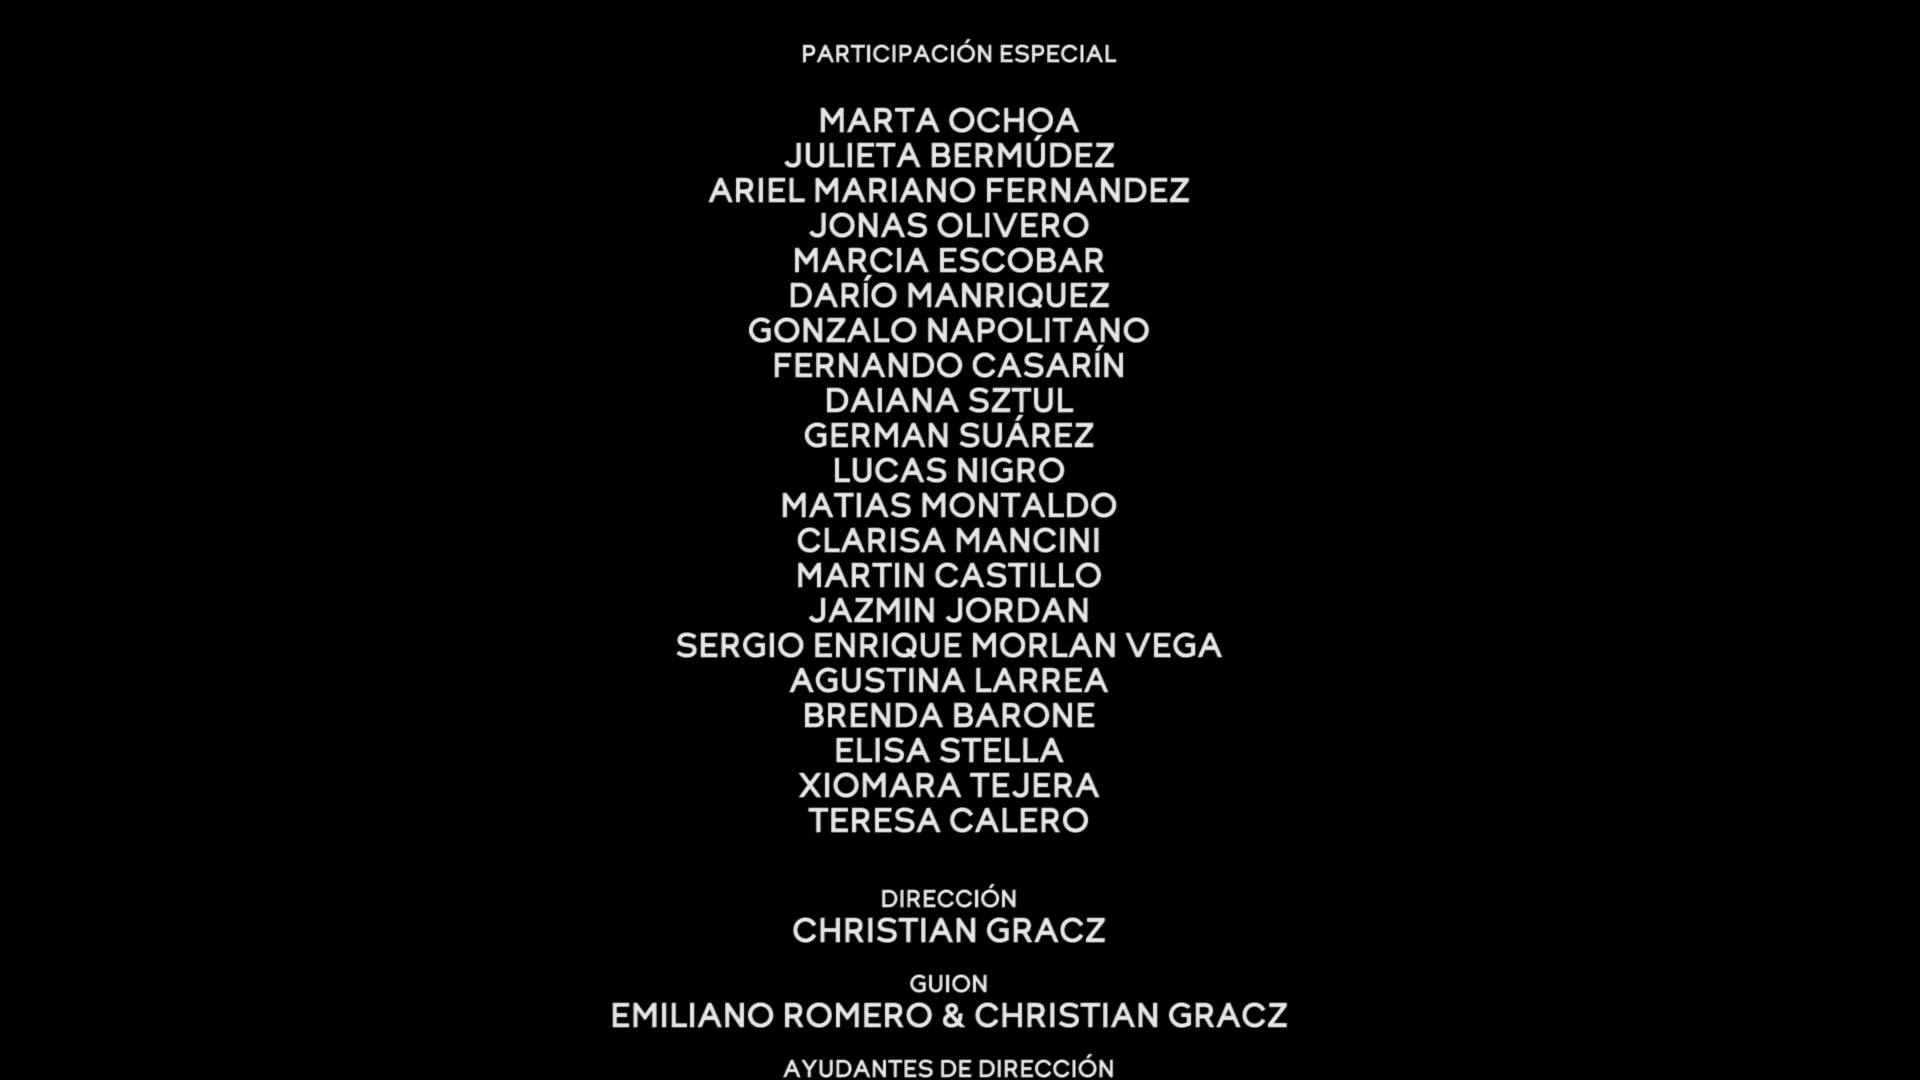 PARTICIPACIÓN ESPECIAL
MARTA OCHOA
JULIETA BERMÚDEZ
ARIEL MARIANO FERNANDEZ
JONAS OLIVERO
MARCIA ESCOBAR
DARÍO MANRIQUEZ
GONZALO NAPOLITANO
FERNANDO CASARÍN
DAIANA SZTUL
GERMAN SUÁREZ
LUCAS NIGRO
MATIAS MONTALDO
CLARISA MANCINI
MARTIN CASTILLO
JAZMIN JORDAN
SERGIO ENRIQUE MORLAN VEGA
AGUSTINA LARREA
BRENDA BARONE
ELISA STELLA
XIOMARA TEJERA
TERESA CALERO
DIRECCIÓN
CHRISTIAN GRACZ
GUION
EMILIANO ROMERO & CHRISTIAN GRACZ
AYUDANTES DE DIRECCIÓN